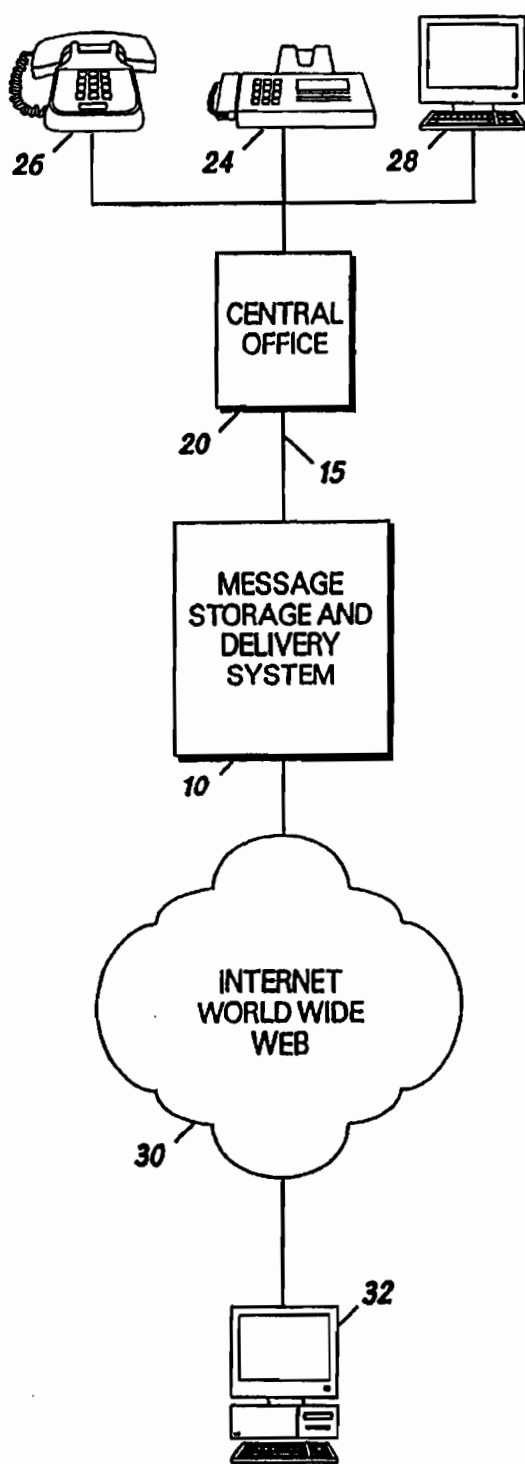 26
24
28
CENTRAL
OFFICE
20
15
MESSAGE
STORAGE AND
DELIVERY
SYSTEM
10
INTERNET
WORLD WIDE
WEB
30
32